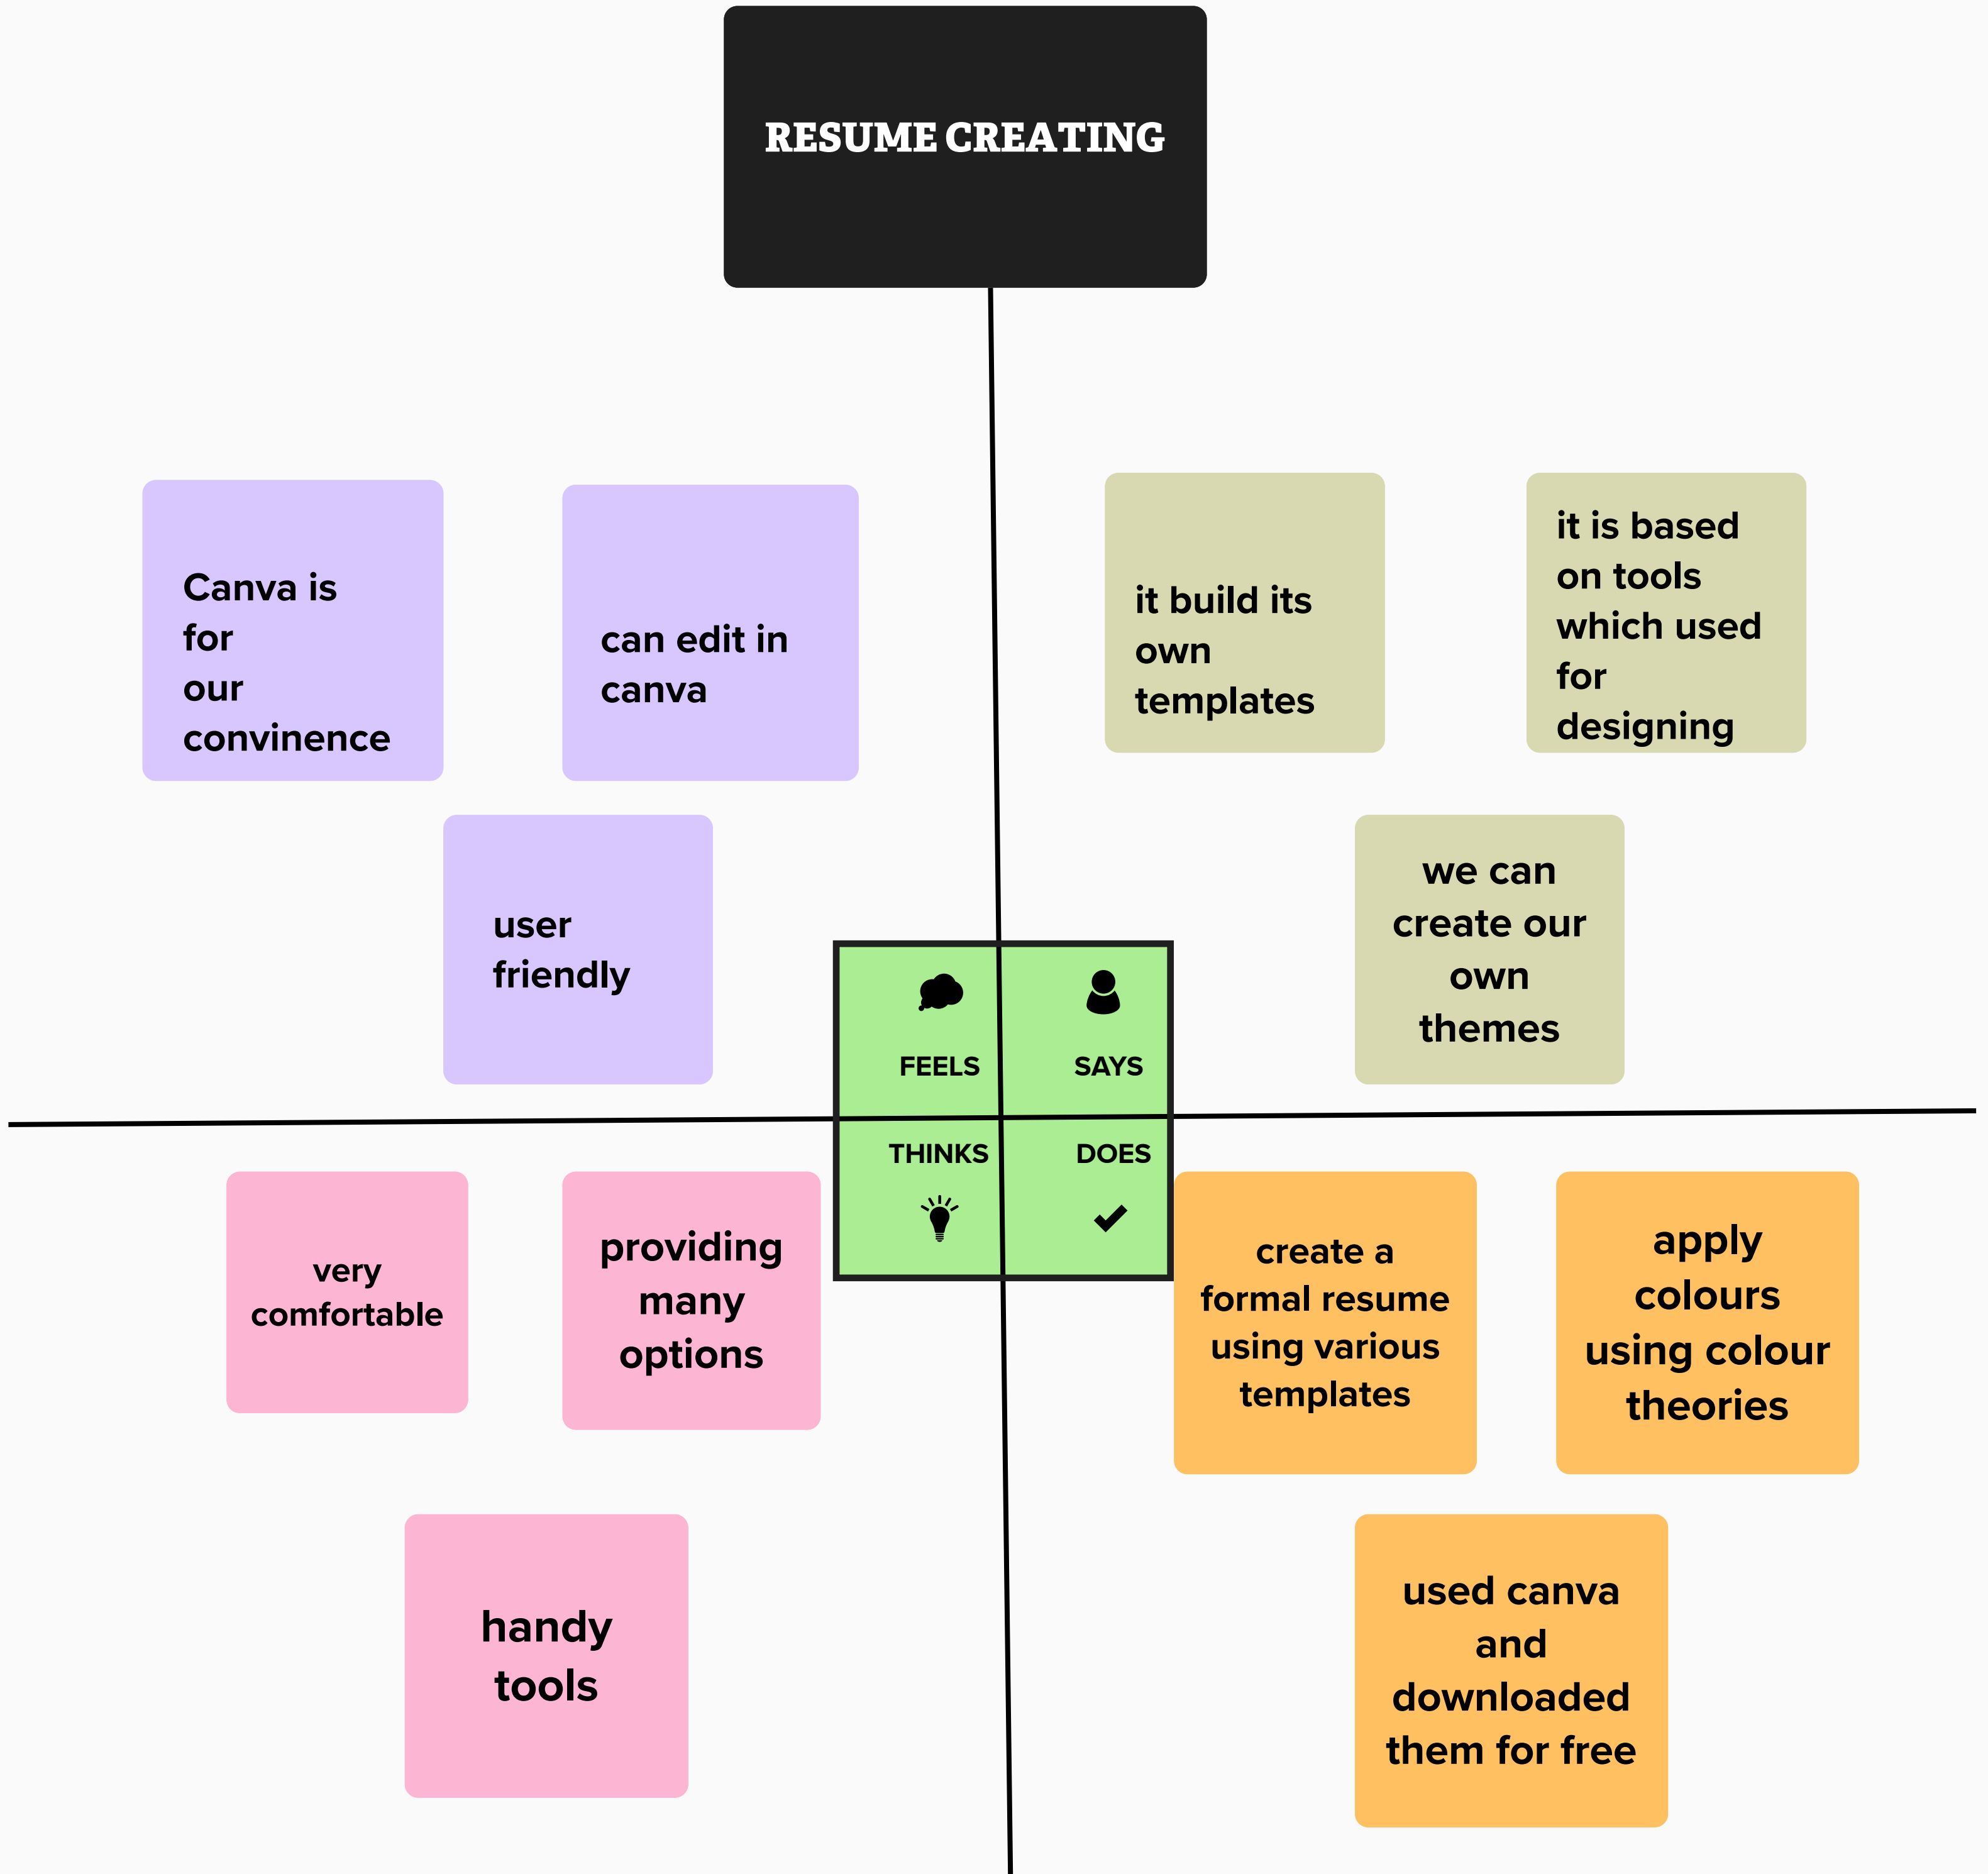 RESUME CREATING
Canva is
for
our
convinence
can edit in
canva
user
friendly
it build its
own
templates
it is based
on tools
which used
for
designing
we can
create our
own
themes
FEELS
SAYS
THINKS
DOES
very
comfortable
providing
many
options
handy
tools
create a
formal resume
using various
templates
apply
colours
using colour
theories
used canva
and
downloaded
them for free